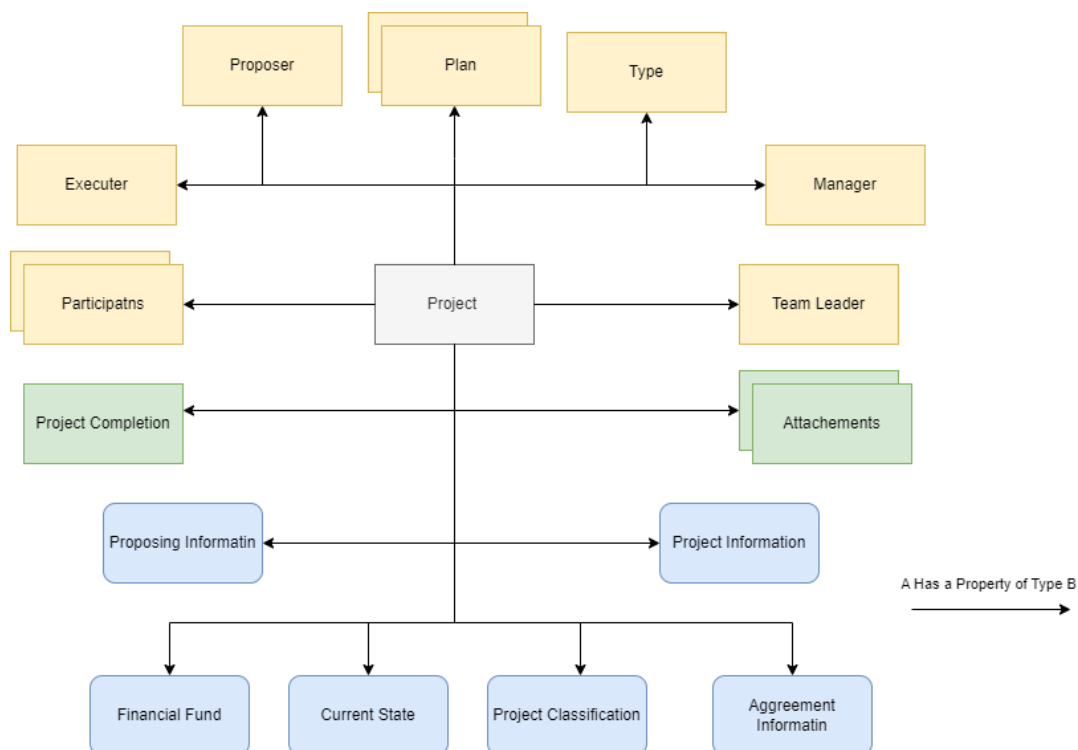 Proposer
Plan
Type
Executer
Manager
Participatns
Project
Team Leader
Project Completion
Attachements
Proposing Informatin
Project Information
A Has a Property of Type B
Financial Fund
Current State
Project Classification
Aggreement
Informatin